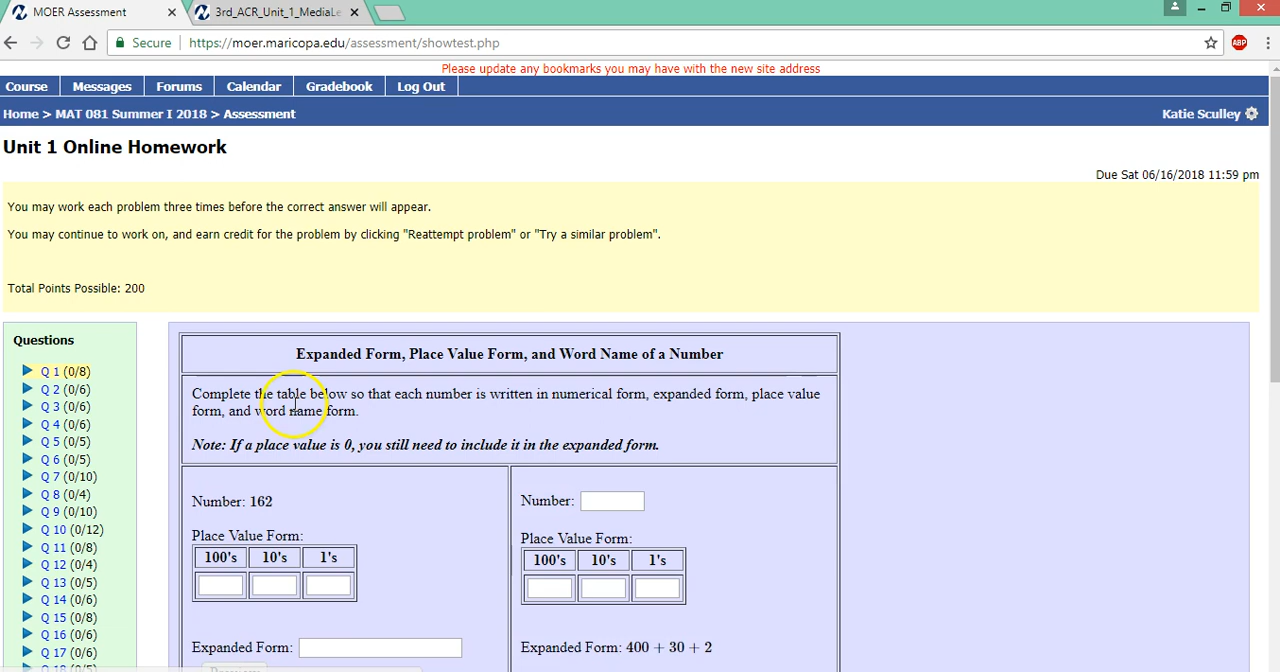 MOER Assessment
3rd_ACR_Unit_1_MediaLe
Secure
https://moer.maricopa.edu/assessment/showtest.php
ABP
Please update any bookmarks you may have with the new site address
Course Messages Forums Calendar Gradebook Log Out
Home > MAT 081 Summer I 2018 > Assessment
Katie Sculley
Unit 1 Online Homework
Due Sat 06/16/2018 11:59 pm
You may work each problem three times before the correct answer will appear.
You may continue to work on, and earn credit for the problem by clicking "Reattempt problem" or "Try a similar problem".
Total Points Possible: 200
Questions
Q 1 (0/8)
Q 2 (0/6)
Q 3 (0/6)
Q 4 (0/6)
Q 5 (0/5)
Q 6 (0/5)
Q 7 (0/10)
Q 8 (0/4)
Q 9 (0/10)
Q 10 (0/12)
Q 11 (0/8)
Q 12 (0/4)
Q 13 (0/5)
Q 14 (0/6)
Q 15 (0/8)
Q 16 (0/6)
Q 17 (0/6)
Q 18 (0/5)
Expanded Form, Place Value Form, and Word Name of a Number
Complete the table below so that each number is written in numerical form, expanded form, place value
form, and word name form.
Note: If a place value is 0, you still need to include it in the expanded form.
Number: 162
Place Value Form:
100's 10's 1's
Expanded Form:
Preview
Number:
Place Value Form:
100's 10's 1's
Expanded Form: 400 + 30 + 2